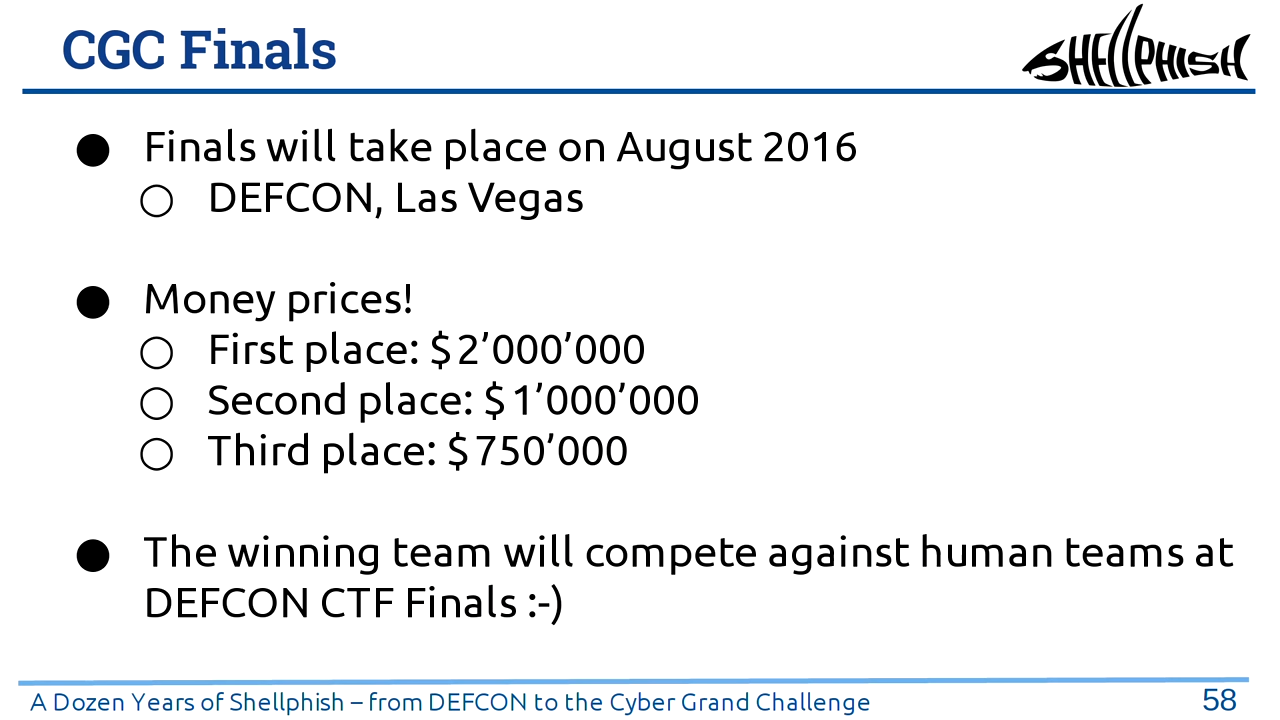 CGC Finals
SHELLPHISH
● Finals will take place on August 2016
○ DEFCON, Las Vegas
● Money prices!
○ First place: $2’000’000
○ Second place: $1’000’000
○ Third place: $750’000
● The winning team will compete against human teams at
DEFCON CTF Finals :-)
A Dozen Years of Shellphish – from DEFCON to the Cyber Grand Challenge
58